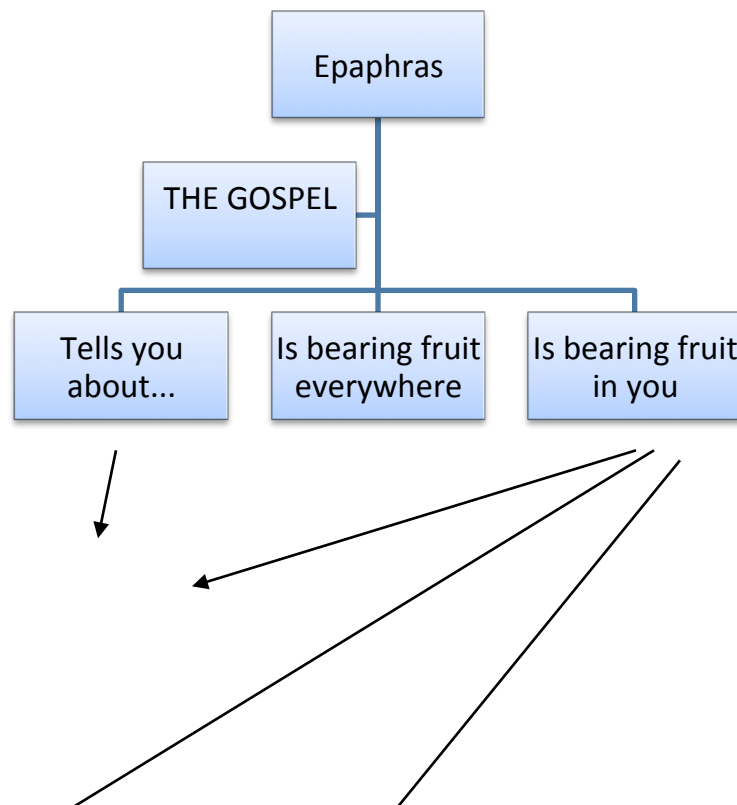 Epaphras
THE GOSPEL
Tells you
about...
Is bearing fruit
everywhere
Is bearing fruit
in you